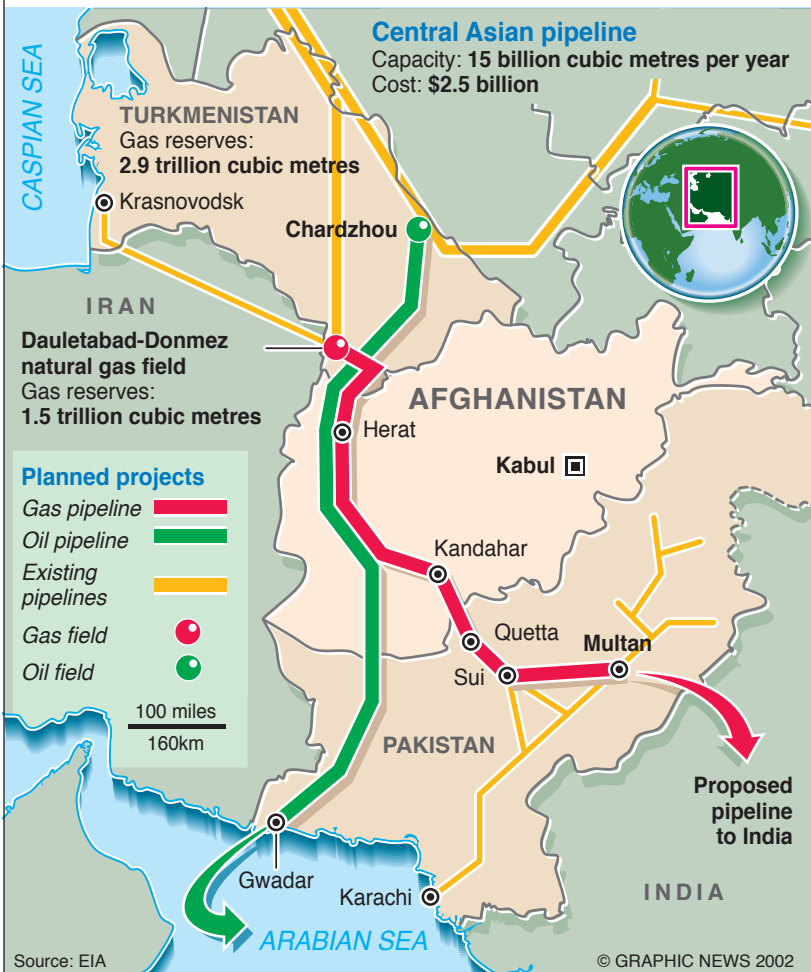 Central Asian pipeline
Capacity: 15 billion cubic metres per year
Cost: $2.5 billion
CASPIAN SEA
TURKMENISTAN
Gas reserves:
2.9 trillion cubic metres
Krasnovodsk
Chardzhou
IRAN
Dauletabad-Donmez
natural gas field
Gas reserves:
1.5 trillion cubic metres
AFGHANISTAN
Herat
Kabul
Planned projects
Gas pipeline
Oil pipeline
Existing
pipelines
Gas field
Oil field
100 miles
160km
Kandahar
Quetta
Multan
Sui
PAKISTAN
Proposed
pipeline
to India
Gwadar
Karachi
INDIA
ARABIAN SEA
Source: EIA
© GRAPHIC NEWS 2002